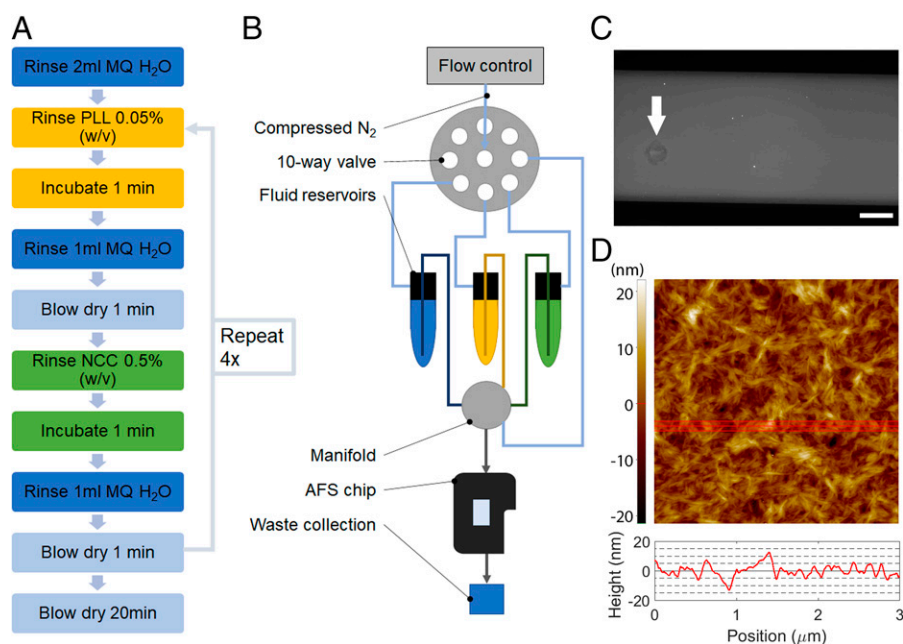 A
Rinse 2ml MQ H₂O
Rinse PLL 0.05%
(w/v)
Incubate 1 min
Rinse 1ml MQ H₂O
Blow dry 1 min
Rinse NCC 0.5%
(w/v)
Incubate 1 min
Rinse 1ml MQ H₂O
Blow dry 1 min
Blow dry 20min
Repeat
4x
B
Flow control
Compressed N₂
10-way valve
Fluid reservoirs
Manifold
AFS chip
Waste collection
C
D
(nm)
20
10
0
-10
-20
Height (nm)
20
0
-20
0
1
2
3
Position (μm)